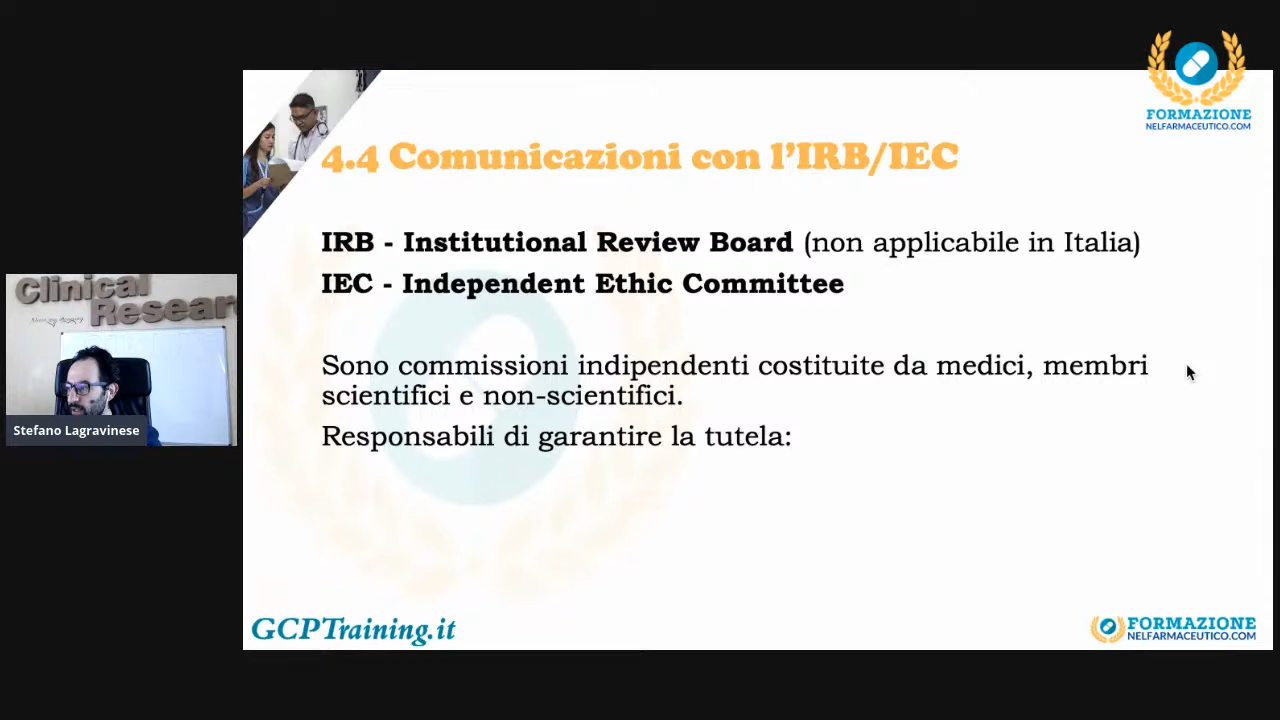 FORMAZIONE
NELFARMACEUTICO.COM
4.4 Comunicazioni con l’IRB/IEC
IRB - Institutional Review Board (non applicabile in Italia)
IEC - Independent Ethic Committee
Sono commissioni indipendenti costituite da medici, membri
scientifici e non-scientifici.
Responsabili di garantire la tutela:
Clinical
Resear
Stefano Lagravinese
GCPTraining.it
FORMAZIONE
NELFARMACEUTICO.COM